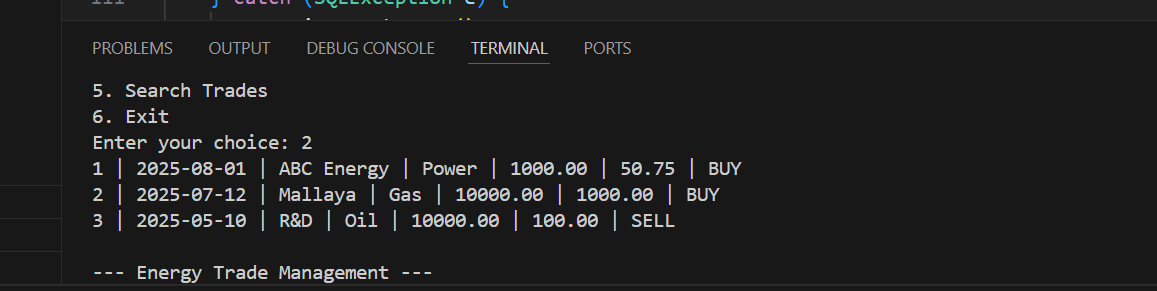 111 } catch (SQLException e) {
PROBLEMS OUTPUT DEBUG CONSOLE TERMINAL PORTS
5. Search Trades
6. Exit
Enter your choice: 2
1 | 2025-08-01 | ABC Energy | Power | 1000.00 | 50.75 | BUY
2 | 2025-07-12 | Mallaya | Gas | 10000.00 | 1000.00 | BUY
3 | 2025-05-10 | R&D | Oil | 10000.00 | 100.00 | SELL
--- Energy Trade Management ---